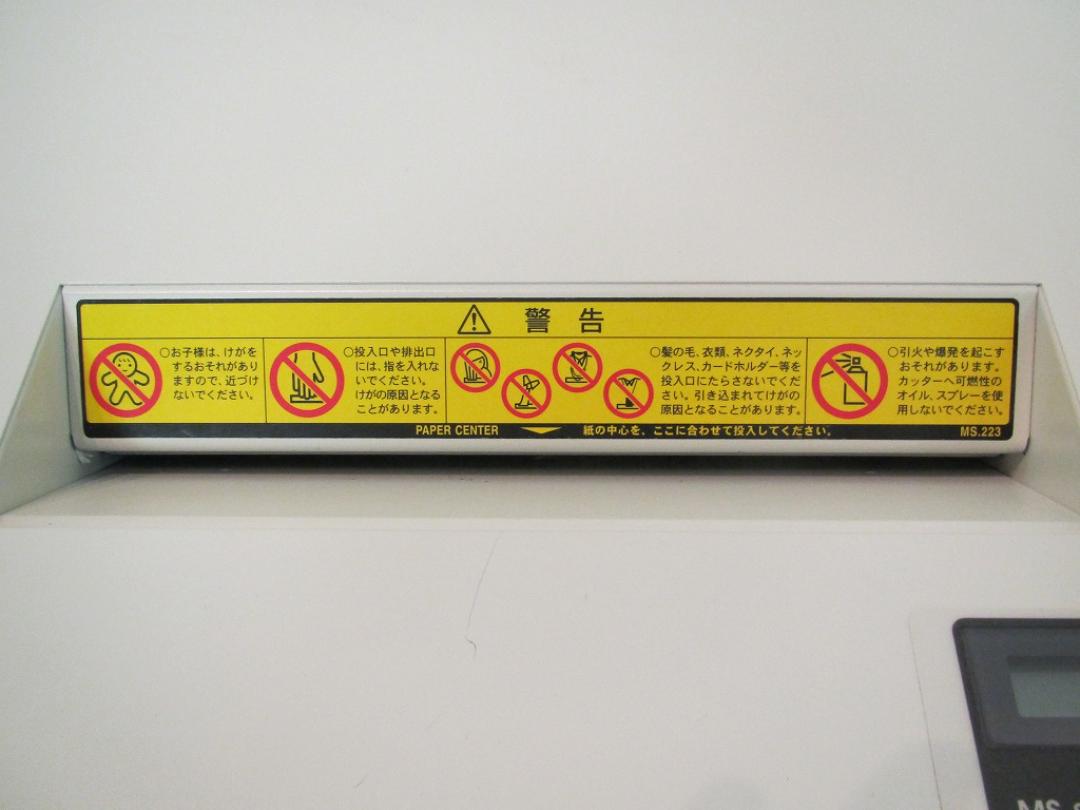 警告
○お子様は、けがを
するおそれがあり
ますので、近づけ
ないでください。
○投入口や排出口
には、指を入れな
いでください。
けがの原因となる
ことがあります。
○髪の毛、衣類、ネクタイ、ネッ
クレス、カードホルダー等を
投入口にたらさないでくだ
さい。引き込まれてけがの
原因となることがあります。
○引火や爆発を起こす
おそれがあります。
カッターへ可燃性の
オイル、スプレーを使
用しないでください。
PAPER CENTER 紙の中心を、ここに合わせて投入してください。 MS.223
MS